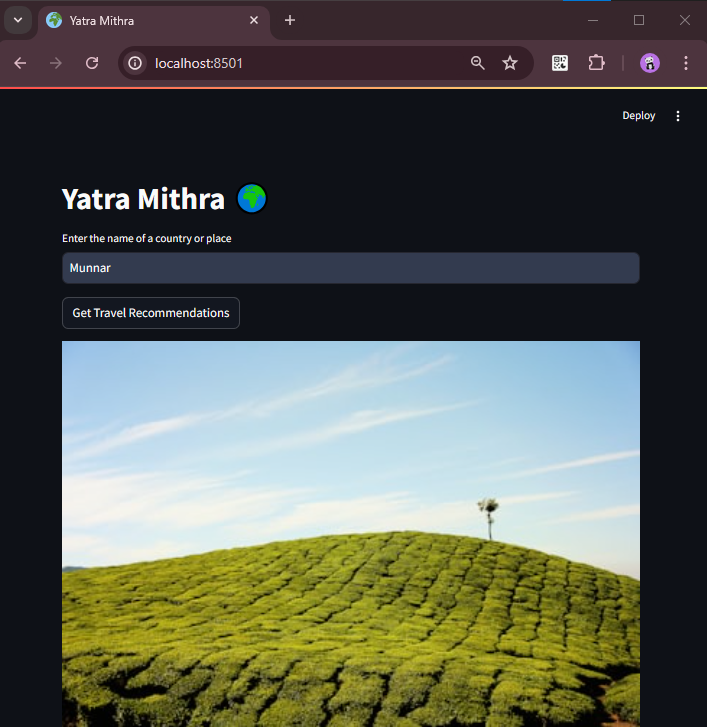 Yatra Mithra
localhost:8501
Deploy
Yatra Mithra
Enter the name of a country or place
Munnar
Get Travel Recommendations